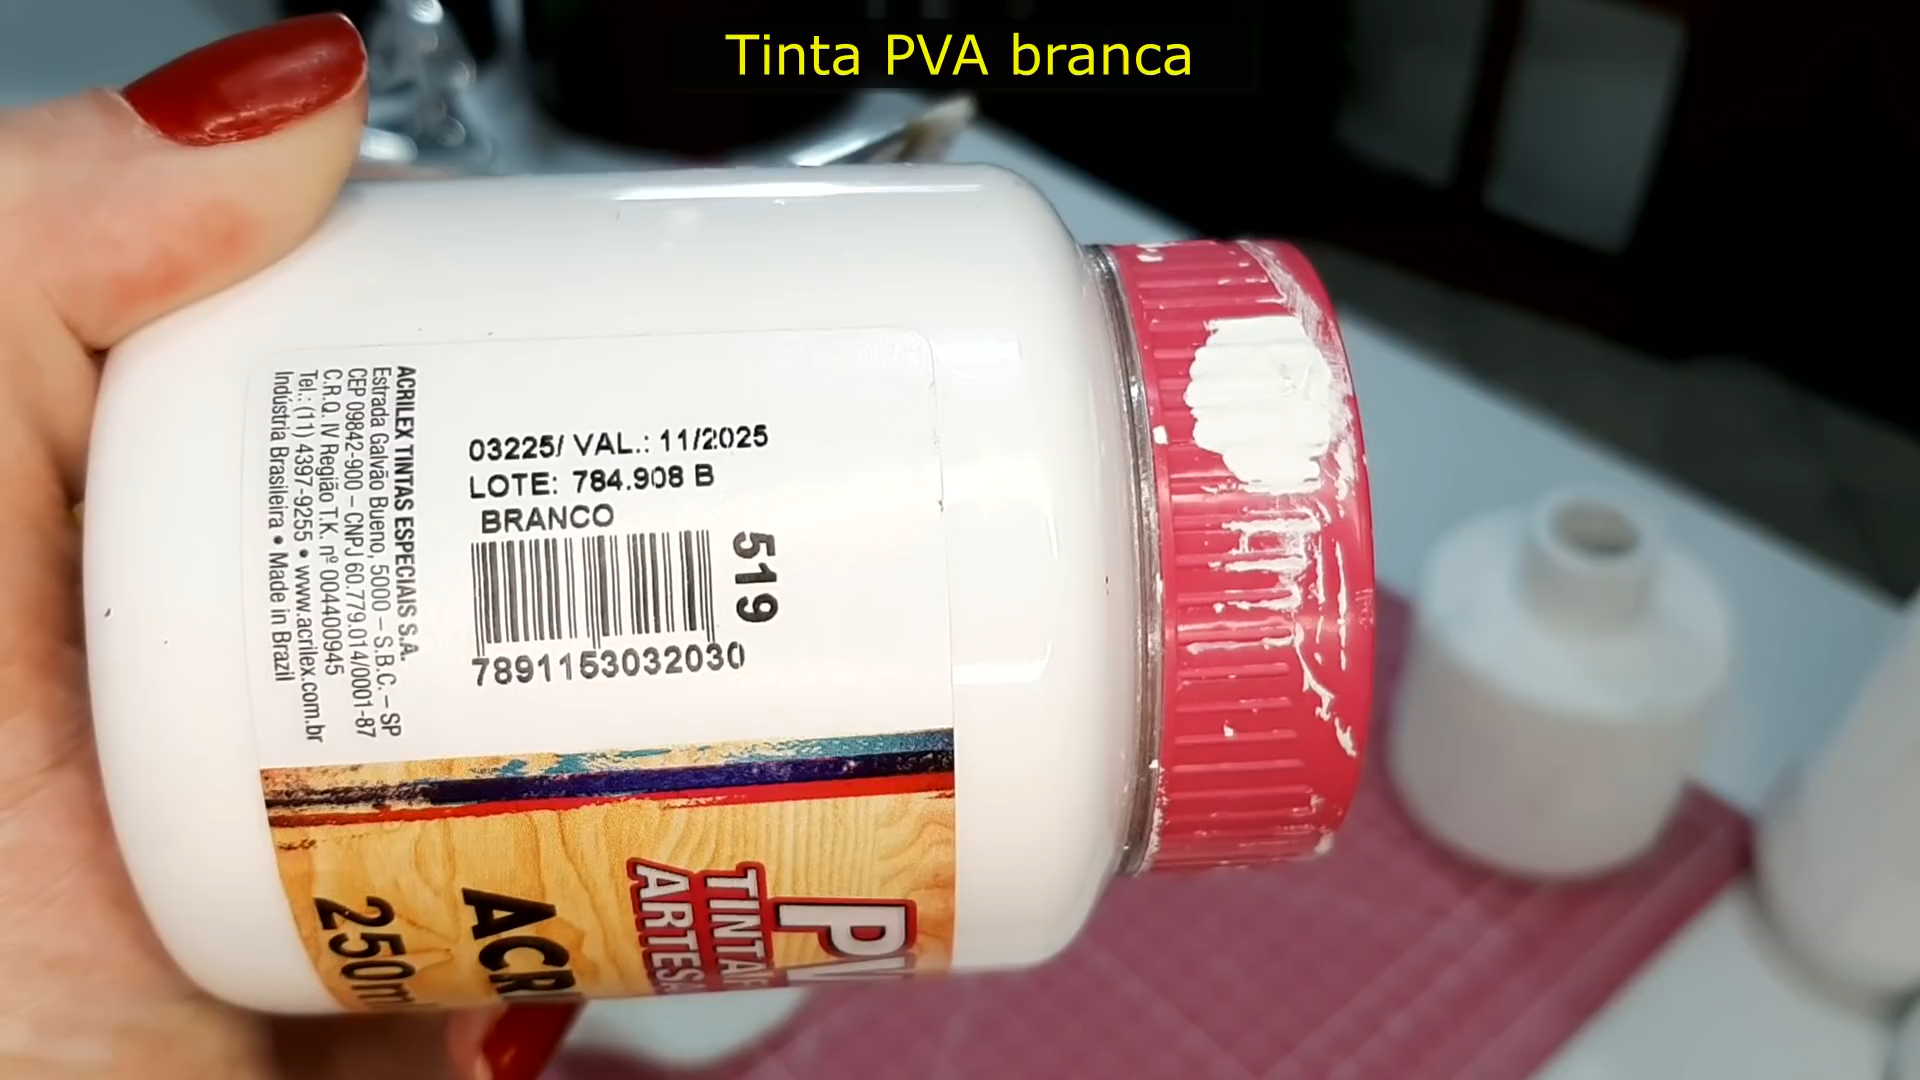 Tinta PVA branca
ACRILEX TINTAS ESPECIAIS S.A.
Estrada Galvão Bueno, 5000 – S.B.C. – SP
CEP 09842-900 – CNPJ 60.779.014/0001-87
C.R.Q. IV Região T.K. nº 004400945
Tel.: (11) 4397-9255 • www.acrilex.com.br
Indústria Brasileira • Made in Brazil
03225/ VAL.: 11/2025
LOTE: 784.908 B
BRANCO
519
7891153032030
250ml